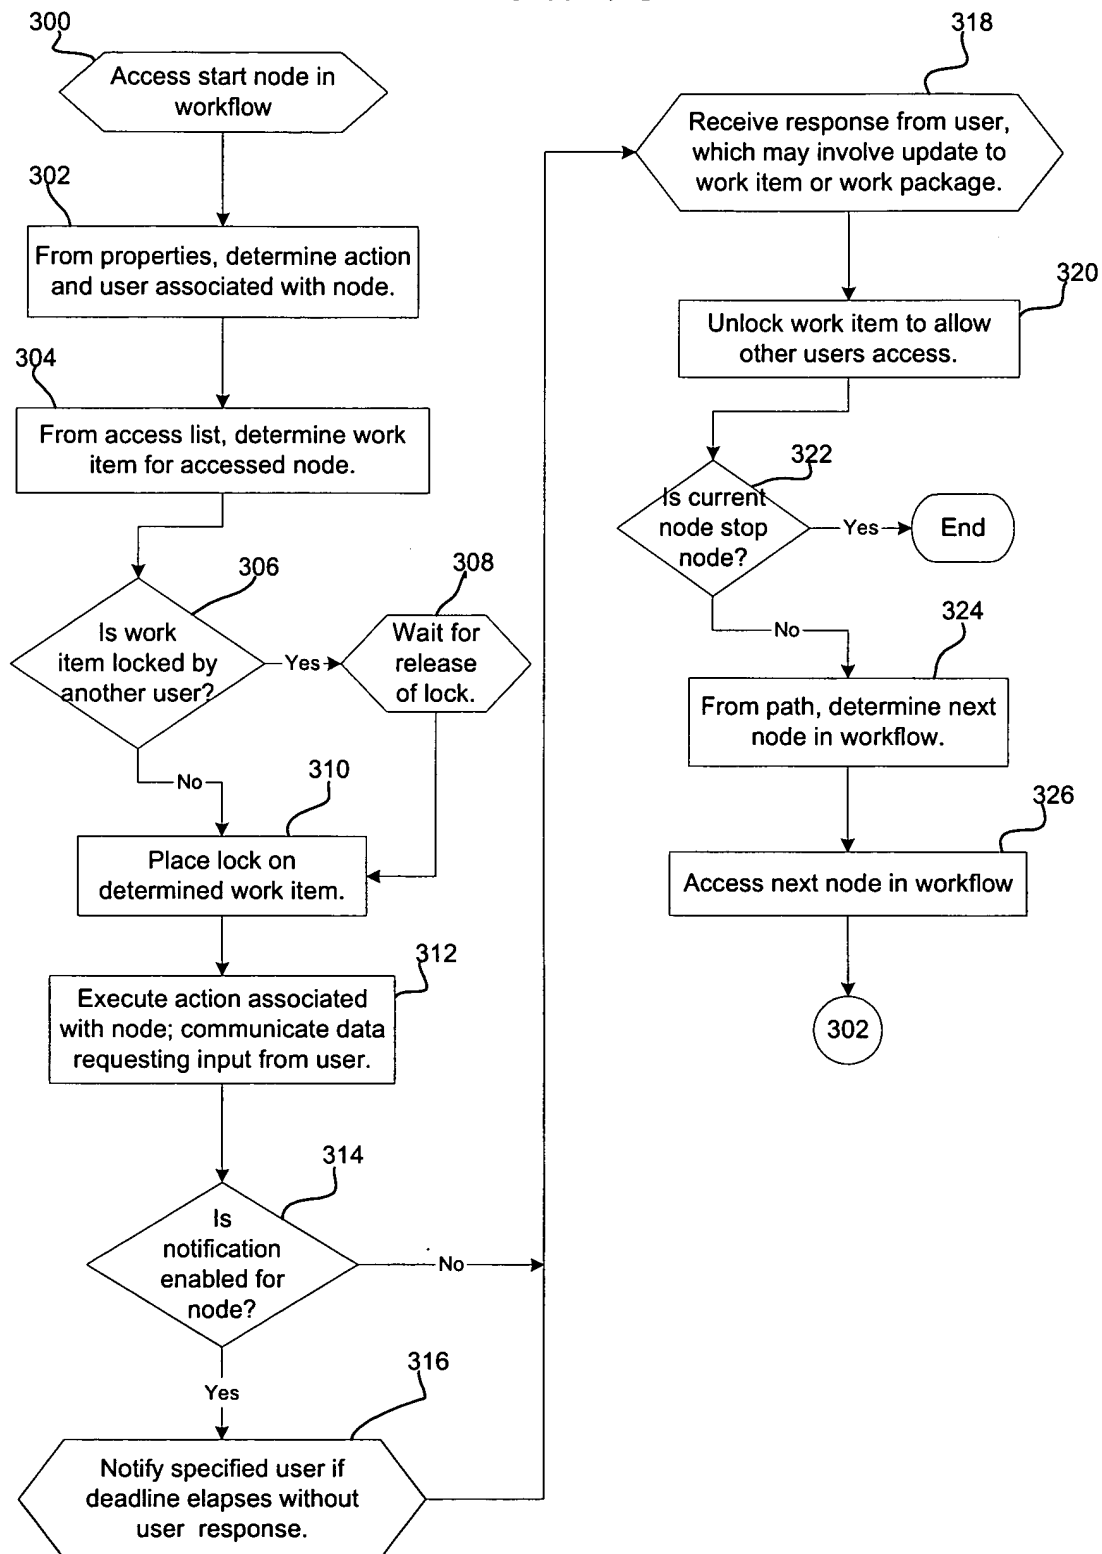 300
Access start node in
workflow
302
From properties, determine action
and user associated with node.
304
From access list, determine work
item for accessed node.
306
Is work
item locked by
another user?
Yes
308
Wait for
release
of lock.
No
310
Place lock on
determined work item.
312
Execute action associated
with node; communicate data
requesting input from user.
314
Is
notification
enabled for
node?
No
Yes
316
Notify specified user if
deadline elapses without
user response.
318
Receive response from user,
which may involve update to
work item or work package.
320
Unlock work item to allow
other users access.
322
Is current
node stop
node?
Yes
End
No
324
From path, determine next
node in workflow.
326
Access next node in workflow
302